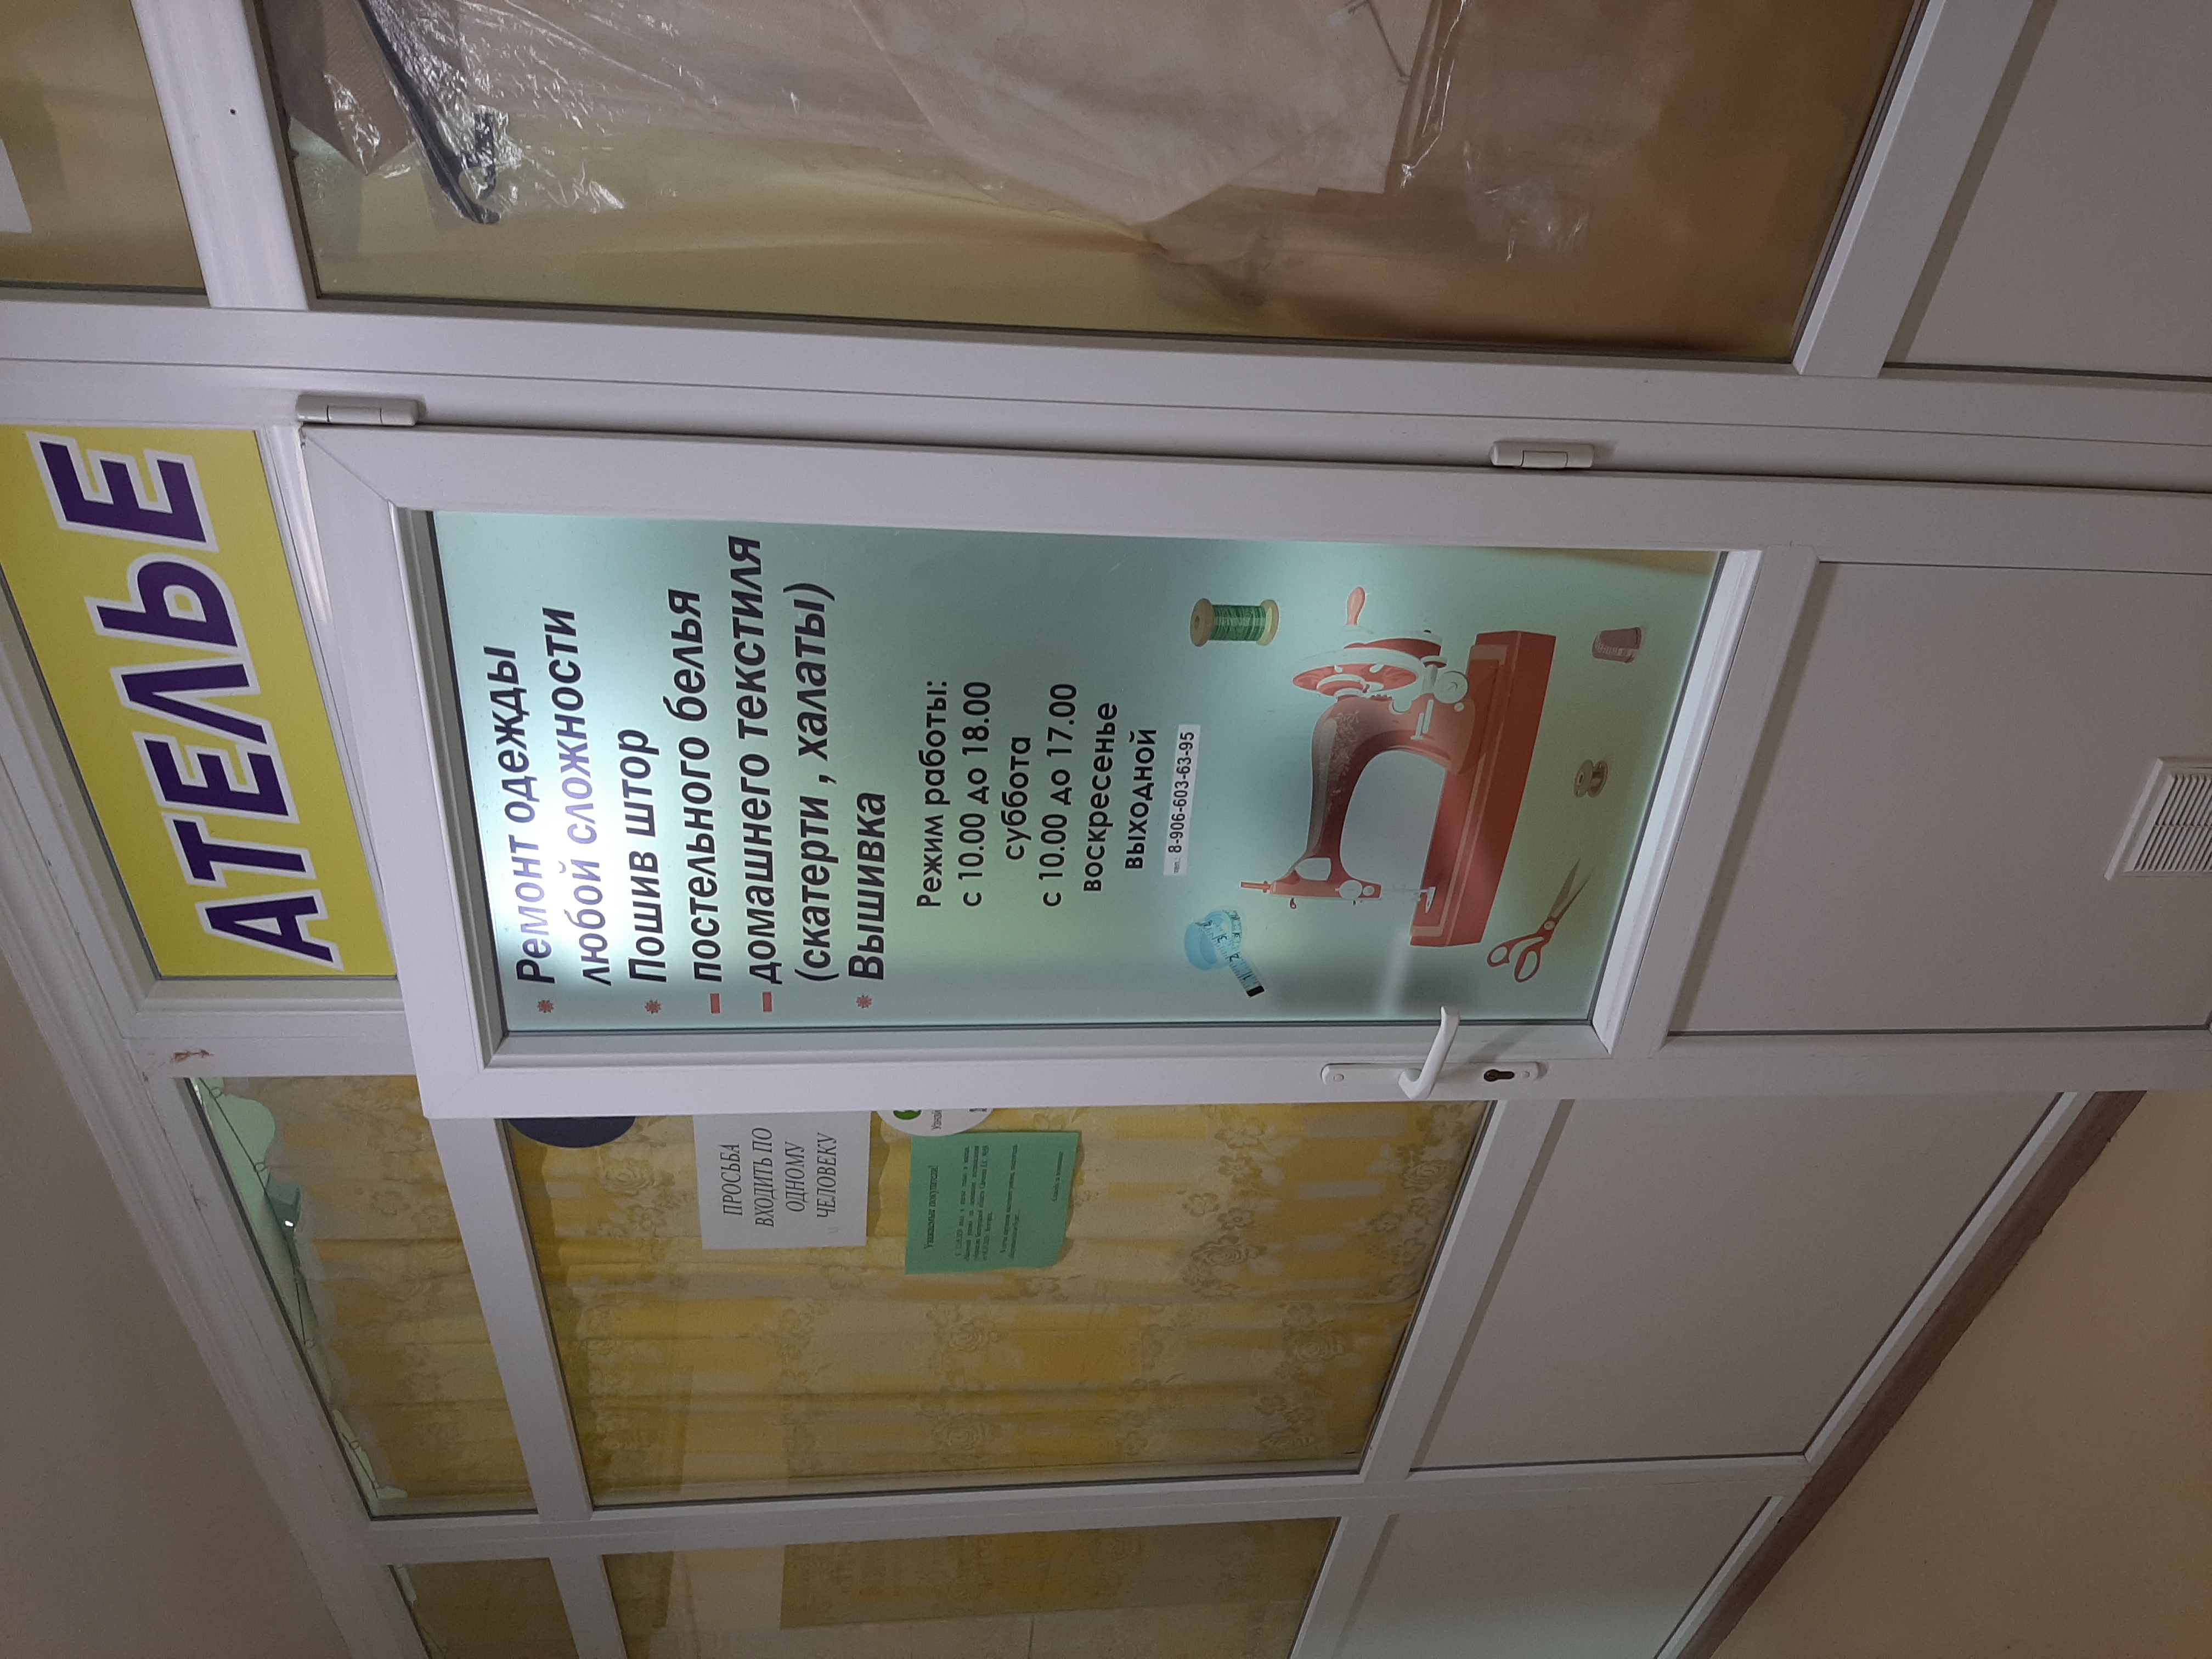 АТЕЛЬЕ
Ремонт одежды
любой сложности
Пошив штор
постельного белья
домашнего текстиля
(скатерти , халаты)
Вышивка
Режим работы:
с 10.00 до 18.00
суббота
с 10.00 до 17.00
воскресенье
выходной
тел.: 8-906-603-63-95
ПРОСЬБА
ВХОДИТЬ ПО
ОДНОМУ
ЧЕЛОВЕКУ
Уважаемые покупатели!
Узнай